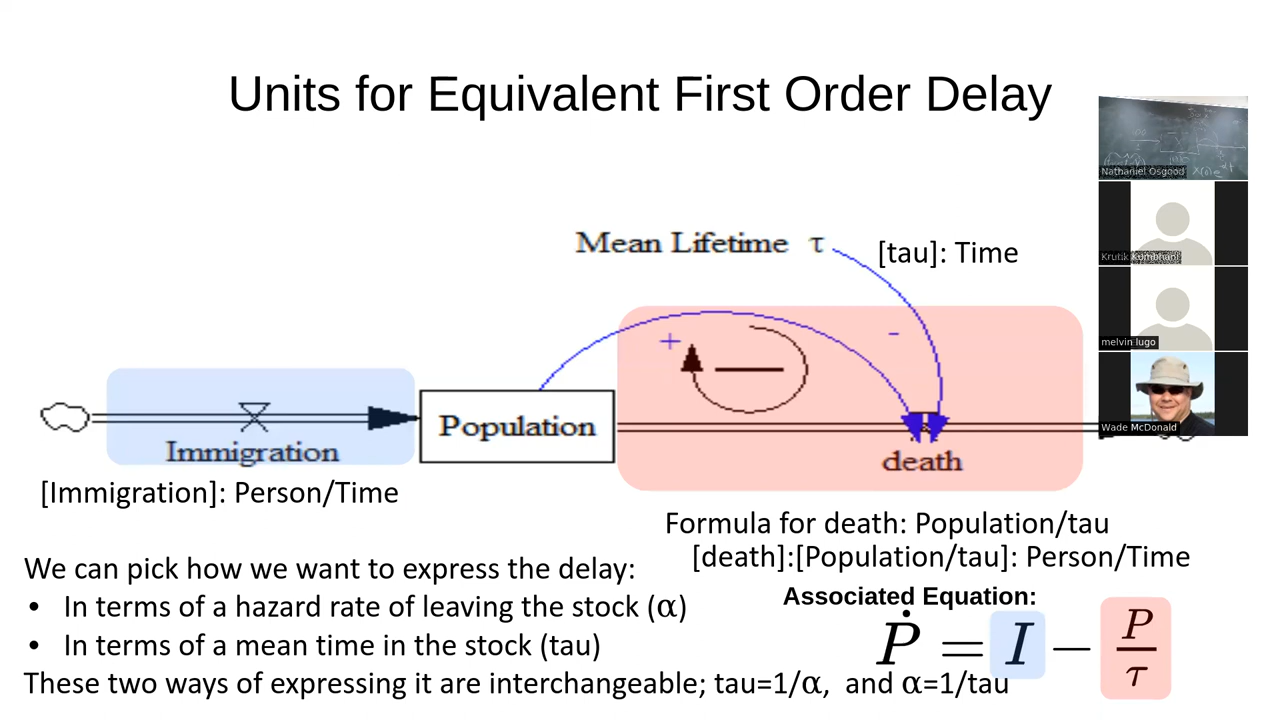 Units for Equivalent First Order Delay
Nathaniel Osgood
Krutik Kumbhani
melvin lugo
Wade McDonald
Mean Lifetime τ
[tau]: Time
+
-
Population
Immigration
death
[Immigration]: Person/Time
Formula for death: Population/tau
[death]:[Population/tau]: Person/Time
We can pick how we want to express the delay:
• In terms of a hazard rate of leaving the stock (α)
• In terms of a mean time in the stock (tau)
These two ways of expressing it are interchangeable; tau=1/α, and α=1/tau
Associated Equation:
Ṗ = I − P/τ